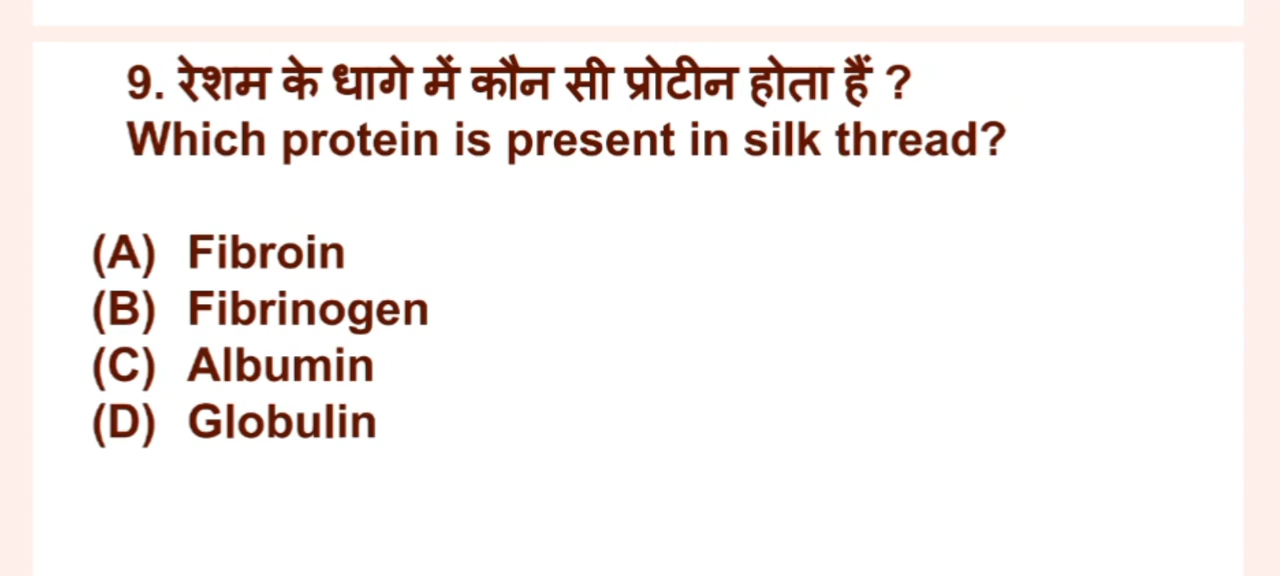 9. रेशम के धागे में कौन सी प्रोटीन होता हैं ?
Which protein is present in silk thread?
(A) Fibroin
(B) Fibrinogen
(C) Albumin
(D) Globulin